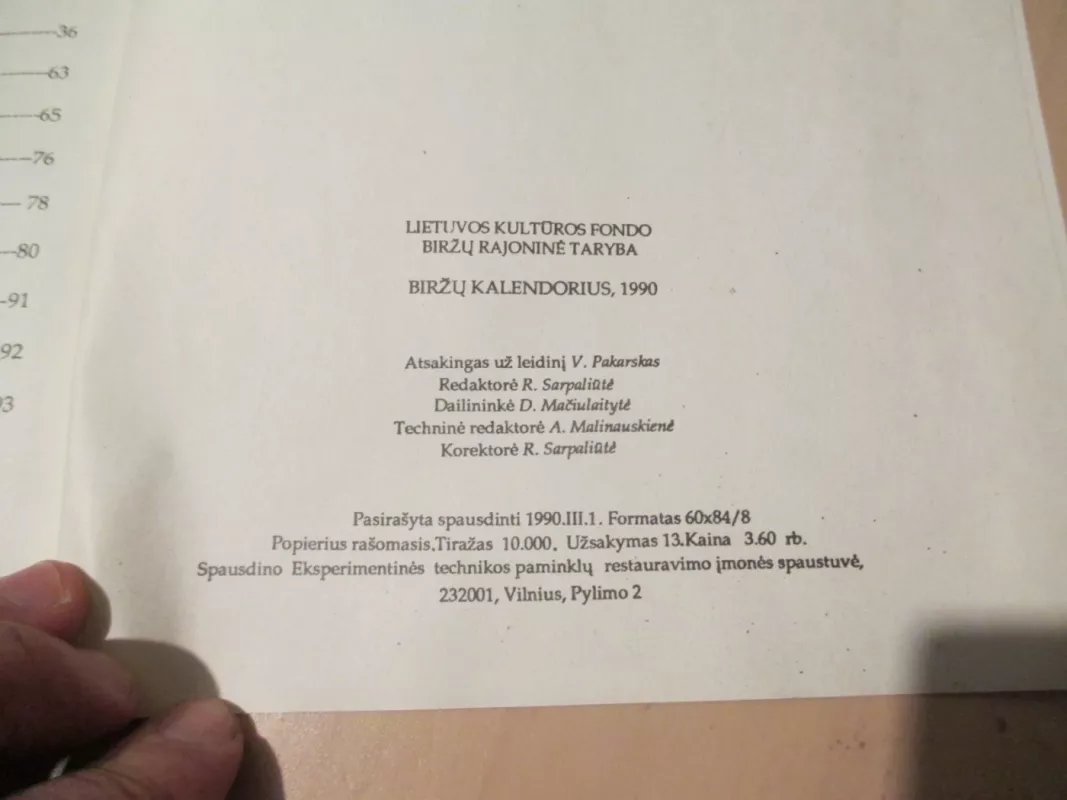 36
63
65
76
78
80
91
92
93
LIETUVOS KULTŪROS FONDO
BIRŽŲ RAJONINĖ TARYBA
BIRŽŲ KALENDORIUS, 1990
Atsakingas už leidinį V. Pakarskas
Redaktorė R. Sarpaliūtė
Dailininkė D. Mačiulaitytė
Techninė redaktorė A. Malinauskienė
Korektorė R. Sarpaliūtė
Pasirašyta spausdinti 1990.III.1. Formatas 60x84/8
Popierius rašomasis.Tiražas 10.000. Užsakymas 13.Kaina 3.60 rb.
Spausdino Eksperimentinės technikos paminklų restauravimo įmonės spaustuvė,
232001, Vilnius, Pylimo 2